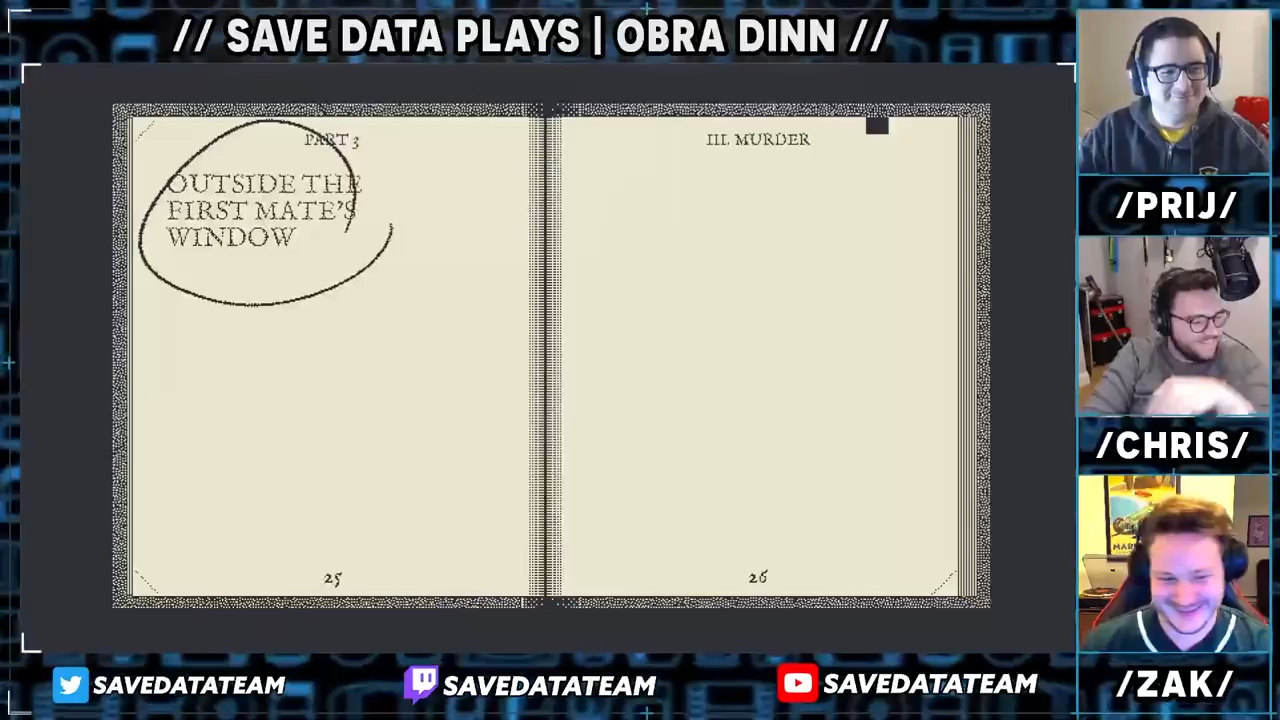 // SAVE DATA PLAYS | OBRA DINN //
PART 3
OUTSIDE THE
FIRST MATE'S
WINDOW
25
III. MURDER
26
/PRIJ/
/CHRIS/
MAR
/ZAK/
SAVEDATATEAM
SAVEDATATEAM
SAVEDATATEAM